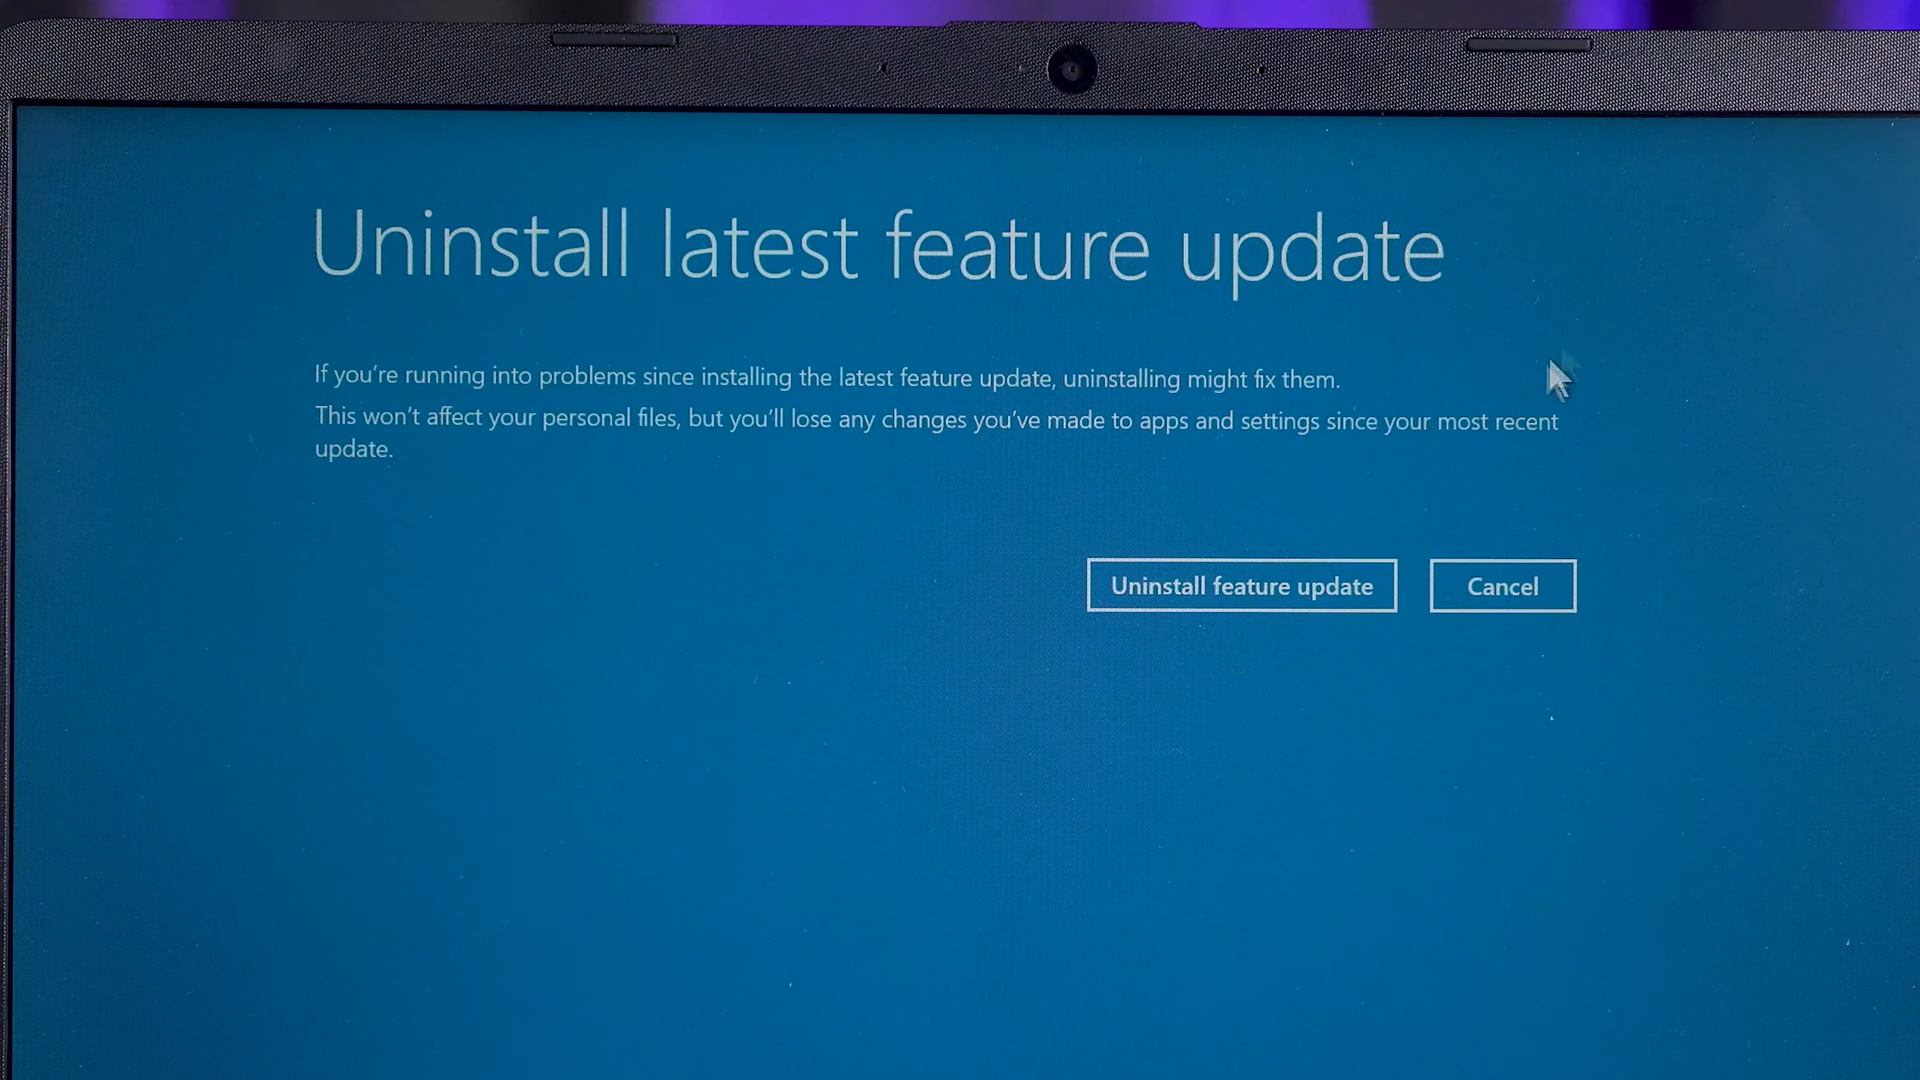 Uninstall latest feature update
If you're running into problems since installing the latest feature update, uninstalling might fix them.
This won't affect your personal files, but you'll lose any changes you've made to apps and settings since your most recent
update.
Uninstall feature update
Cancel